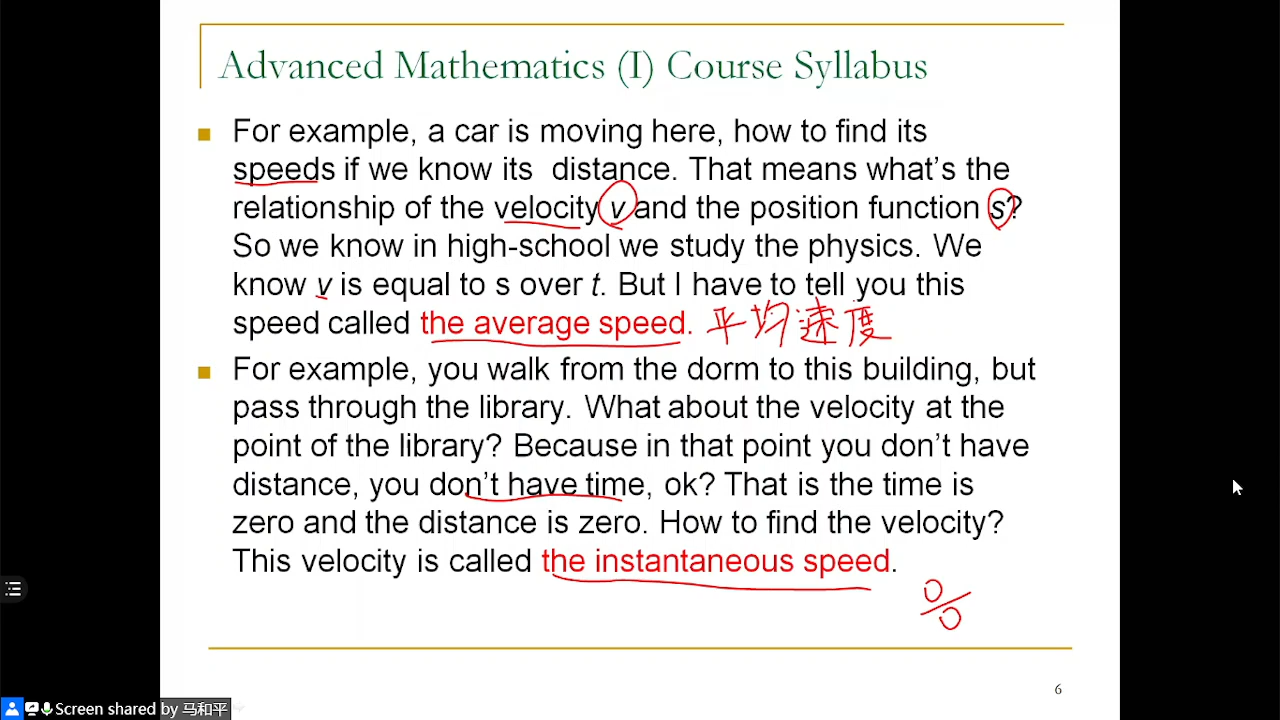 Advanced Mathematics (I) Course Syllabus
For example, a car is moving here, how to find its
speeds if we know its distance. That means what's the
relationship of the velocity v and the position function s?
So we know in high-school we study the physics. We
know v is equal to s over t. But I have to tell you this
speed called the average speed. 平均速度
For example, you walk from the dorm to this building, but
pass through the library. What about the velocity at the
point of the library? Because in that point you don't have
distance, you don't have time, ok? That is the time is
zero and the distance is zero. How to find the velocity?
This velocity is called the instantaneous speed.
0/0
6
Screen shared by 马和平